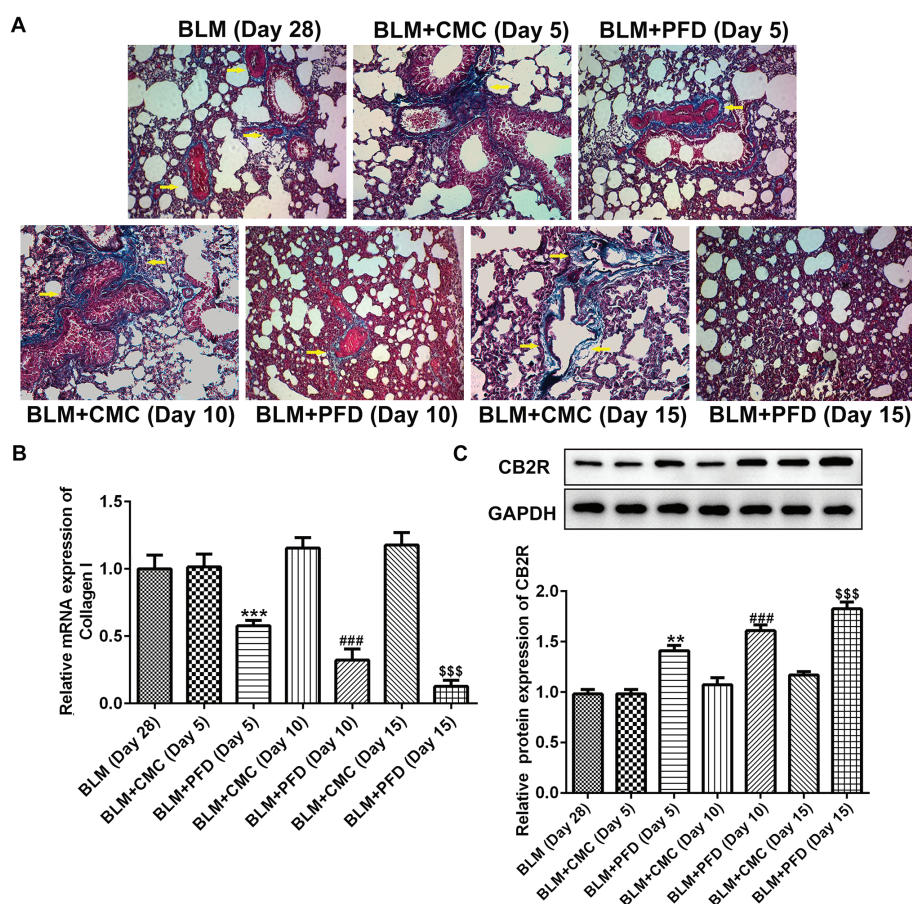 A
BLM (Day 28)
BLM+CMC (Day 5)
BLM+PFD (Day 5)
BLM+CMC (Day 10)
BLM+PFD (Day 10)
BLM+CMC (Day 15)
BLM+PFD (Day 15)
B
Relative mRNA expression of
Collagen I
1.5
1.0
0.5
0.0
***
###
$$$
BLM (Day 28)
BLM+CMC (Day 5)
BLM+PFD (Day 5)
BLM+CMC (Day 10)
BLM+PFD (Day 10)
BLM+CMC (Day 15)
BLM+PFD (Day 15)
C
CB2R
GAPDH
Relative protein expression of CB2R
2.0
1.5
1.0
0.5
0.0
**
###
$$$
BLM (Day 28)
BLM+CMC (Day 5)
BLM+PFD (Day 5)
BLM+CMC (Day 10)
BLM+PFD (Day 10)
BLM+CMC (Day 15)
BLM+PFD (Day 15)